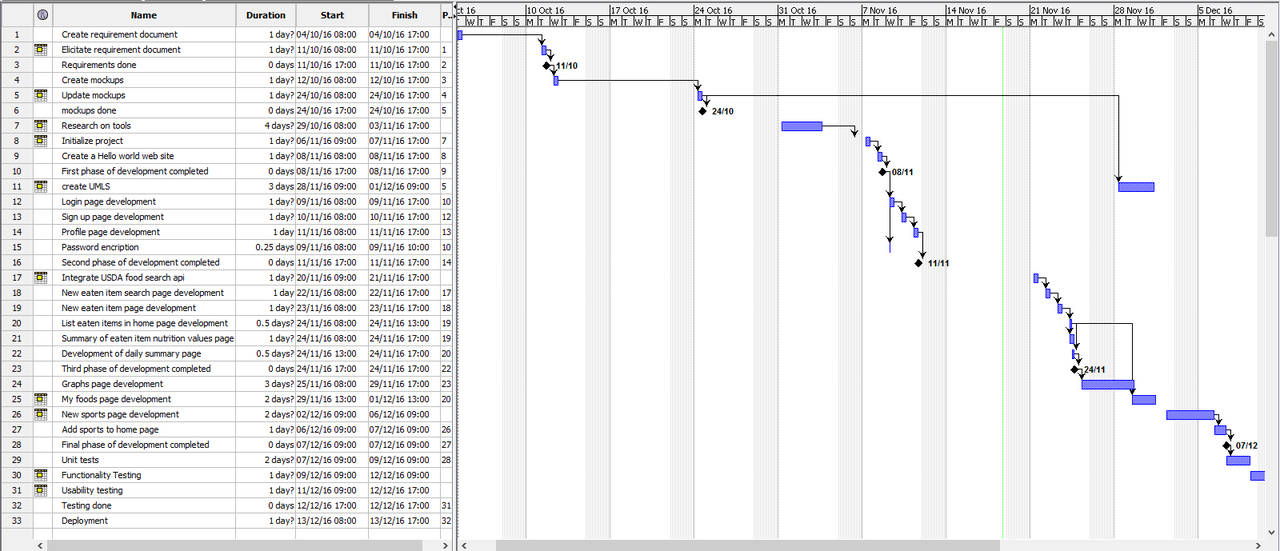 Name Duration Start Finish P..
ct 16 10 Oct 16 17 Oct 16 24 Oct 16 31 Oct 16 7 Nov 16 14 Nov 16 21 Nov 16 28 Nov 16 5 Dec 16
W T F S S M T W T F S S M T W T F S S M T W T F S S M T W T F S S M T W T F S S M T W T F S S M T W T F S S M T W T F S S M T W T F S
1 Create requirement document 1 day? 04/10/16 08:00 04/10/16 17:00
2 Elicitate requirement document 1 day? 11/10/16 08:00 11/10/16 17:00 1
3 Requirements done 0 days 11/10/16 17:00 11/10/16 17:00 2 11/10
4 Create mockups 1 day? 12/10/16 08:00 12/10/16 17:00 3
5 Update mockups 1 day? 24/10/16 08:00 24/10/16 17:00 4
6 mockups done 0 days 24/10/16 17:00 24/10/16 17:00 5 24/10
7 Research on tools 4 days? 29/10/16 08:00 03/11/16 17:00
8 Initialize project 1 day? 06/11/16 09:00 07/11/16 17:00 7
9 Create a Hello world web site 1 day? 08/11/16 08:00 08/11/16 17:00 8
10 First phase of development completed 0 days 08/11/16 17:00 08/11/16 17:00 9 08/11
11 create UMLS 3 days? 28/11/16 09:00 01/12/16 09:00 5
12 Login page development 1 day? 09/11/16 08:00 09/11/16 17:00 10
13 Sign up page development 1 day? 10/11/16 08:00 10/11/16 17:00 12
14 Profile page development 1 day 11/11/16 08:00 11/11/16 17:00 13
15 Password encription 0.25 days 09/11/16 08:00 09/11/16 10:00 10
16 Second phase of development completed 0 days 11/11/16 17:00 11/11/16 17:00 14 11/11
17 Integrate USDA food search api 1 day? 20/11/16 09:00 21/11/16 17:00
18 New eaten item search page development 1 day 22/11/16 08:00 22/11/16 17:00 17
19 New eaten item page development 1 day? 23/11/16 08:00 23/11/16 17:00 18
20 List eaten items in home page development 0.5 days? 24/11/16 08:00 24/11/16 13:00 19
21 Summary of eaten item nutrition values page 1 day? 24/11/16 08:00 24/11/16 17:00 19
22 Development of daily summary page 0.5 days? 24/11/16 13:00 24/11/16 17:00 20
23 Third phase of development completed 0 days 24/11/16 17:00 24/11/16 17:00 22 24/11
24 Graphs page development 3 days? 25/11/16 08:00 29/11/16 17:00 23
25 My foods page development 2 days? 29/11/16 13:00 01/12/16 13:00 20
26 New sports page development 2 days? 02/12/16 09:00 06/12/16 09:00
27 Add sports to home page 1 day? 06/12/16 09:00 07/12/16 09:00 26
28 Final phase of development completed 0 days 07/12/16 09:00 07/12/16 09:00 27 07/12
29 Unit tests 2 days? 07/12/16 09:00 09/12/16 09:00 28
30 Functionality Testing 1 day? 09/12/16 09:00 12/12/16 09:00
31 Usability testing 1 day? 11/12/16 09:00 12/12/16 17:00
32 Testing done 0 days 12/12/16 17:00 12/12/16 17:00 31
33 Deployment 1 day? 13/12/16 08:00 13/12/16 17:00 32